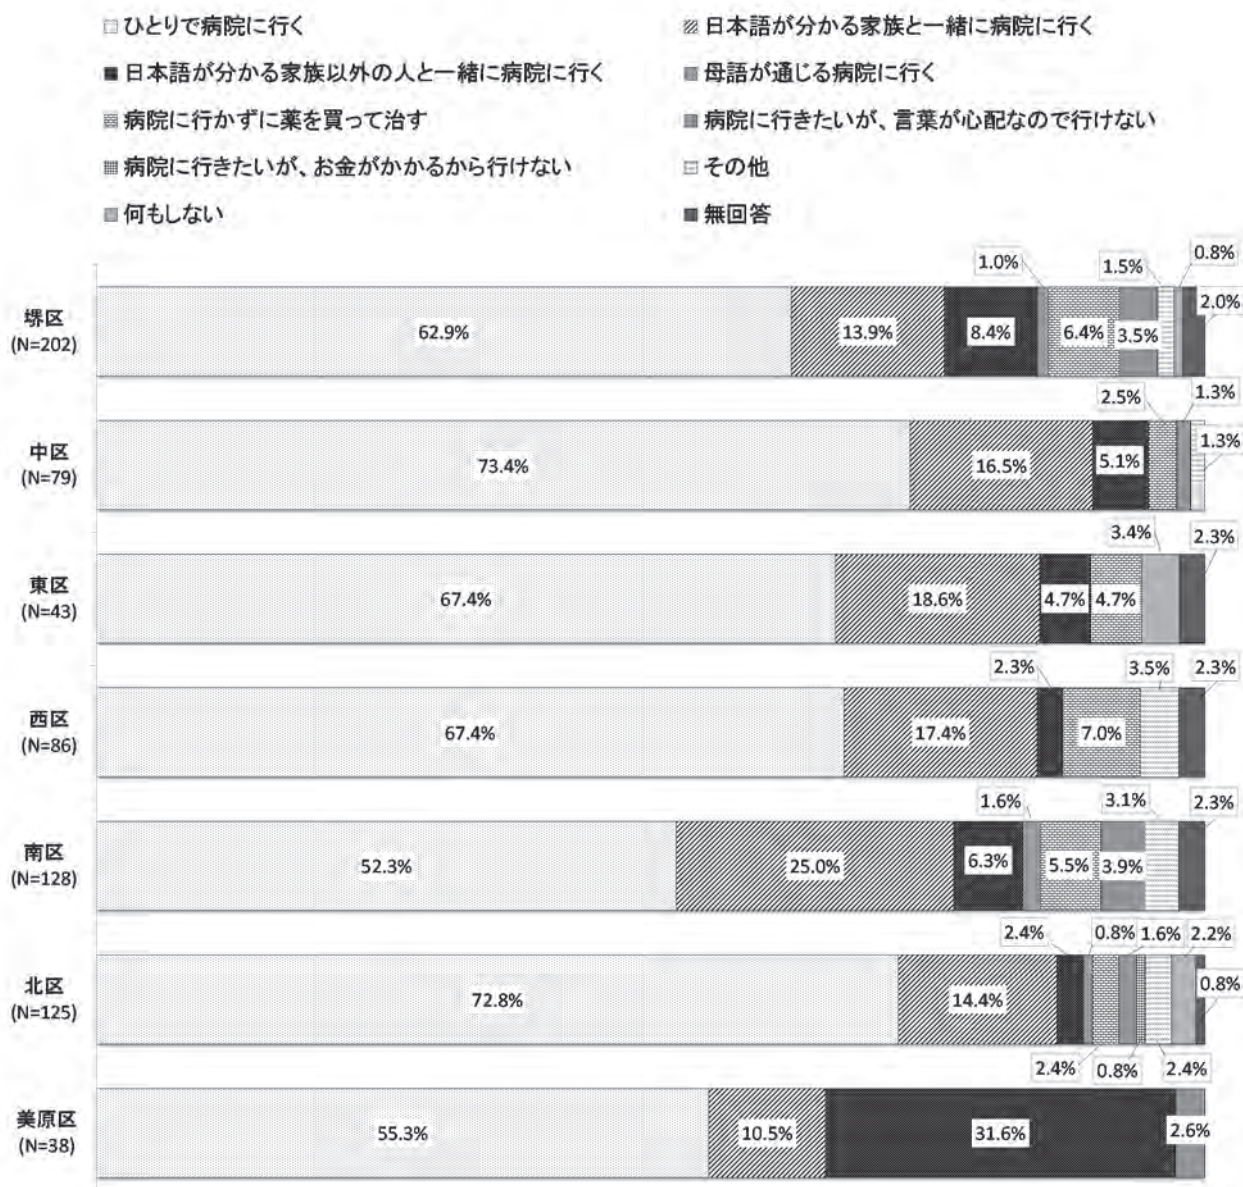 ひとりで病院に行く
日本語が分かる家族と一緒に病院に行く
日本語が分かる家族以外の人と一緒に病院に行く
母語が通じる病院に行く
病院に行かずに薬を買って治す
病院に行きたいが、言葉が心配なので行けない
病院に行きたいが、お金がかかるから行けない
その他
何もしない
無回答
1.0%
1.5%
0.8%
堺区
(N=202)
62.9%
13.9%
8.4%
6.4%
3.5%
2.0%
2.5%
1.3%
中区
(N=79)
73.4%
16.5%
5.1%
1.3%
3.4%
2.3%
東区
(N=43)
67.4%
18.6%
4.7%
4.7%
2.3%
3.5%
2.3%
西区
(N=86)
67.4%
17.4%
7.0%
1.6%
3.1%
2.3%
南区
(N=128)
52.3%
25.0%
6.3%
5.5%
3.9%
2.4%
0.8%
1.6%
2.2%
北区
(N=125)
72.8%
14.4%
0.8%
2.4%
0.8%
2.4%
美原区
(N=38)
55.3%
10.5%
31.6%
2.6%